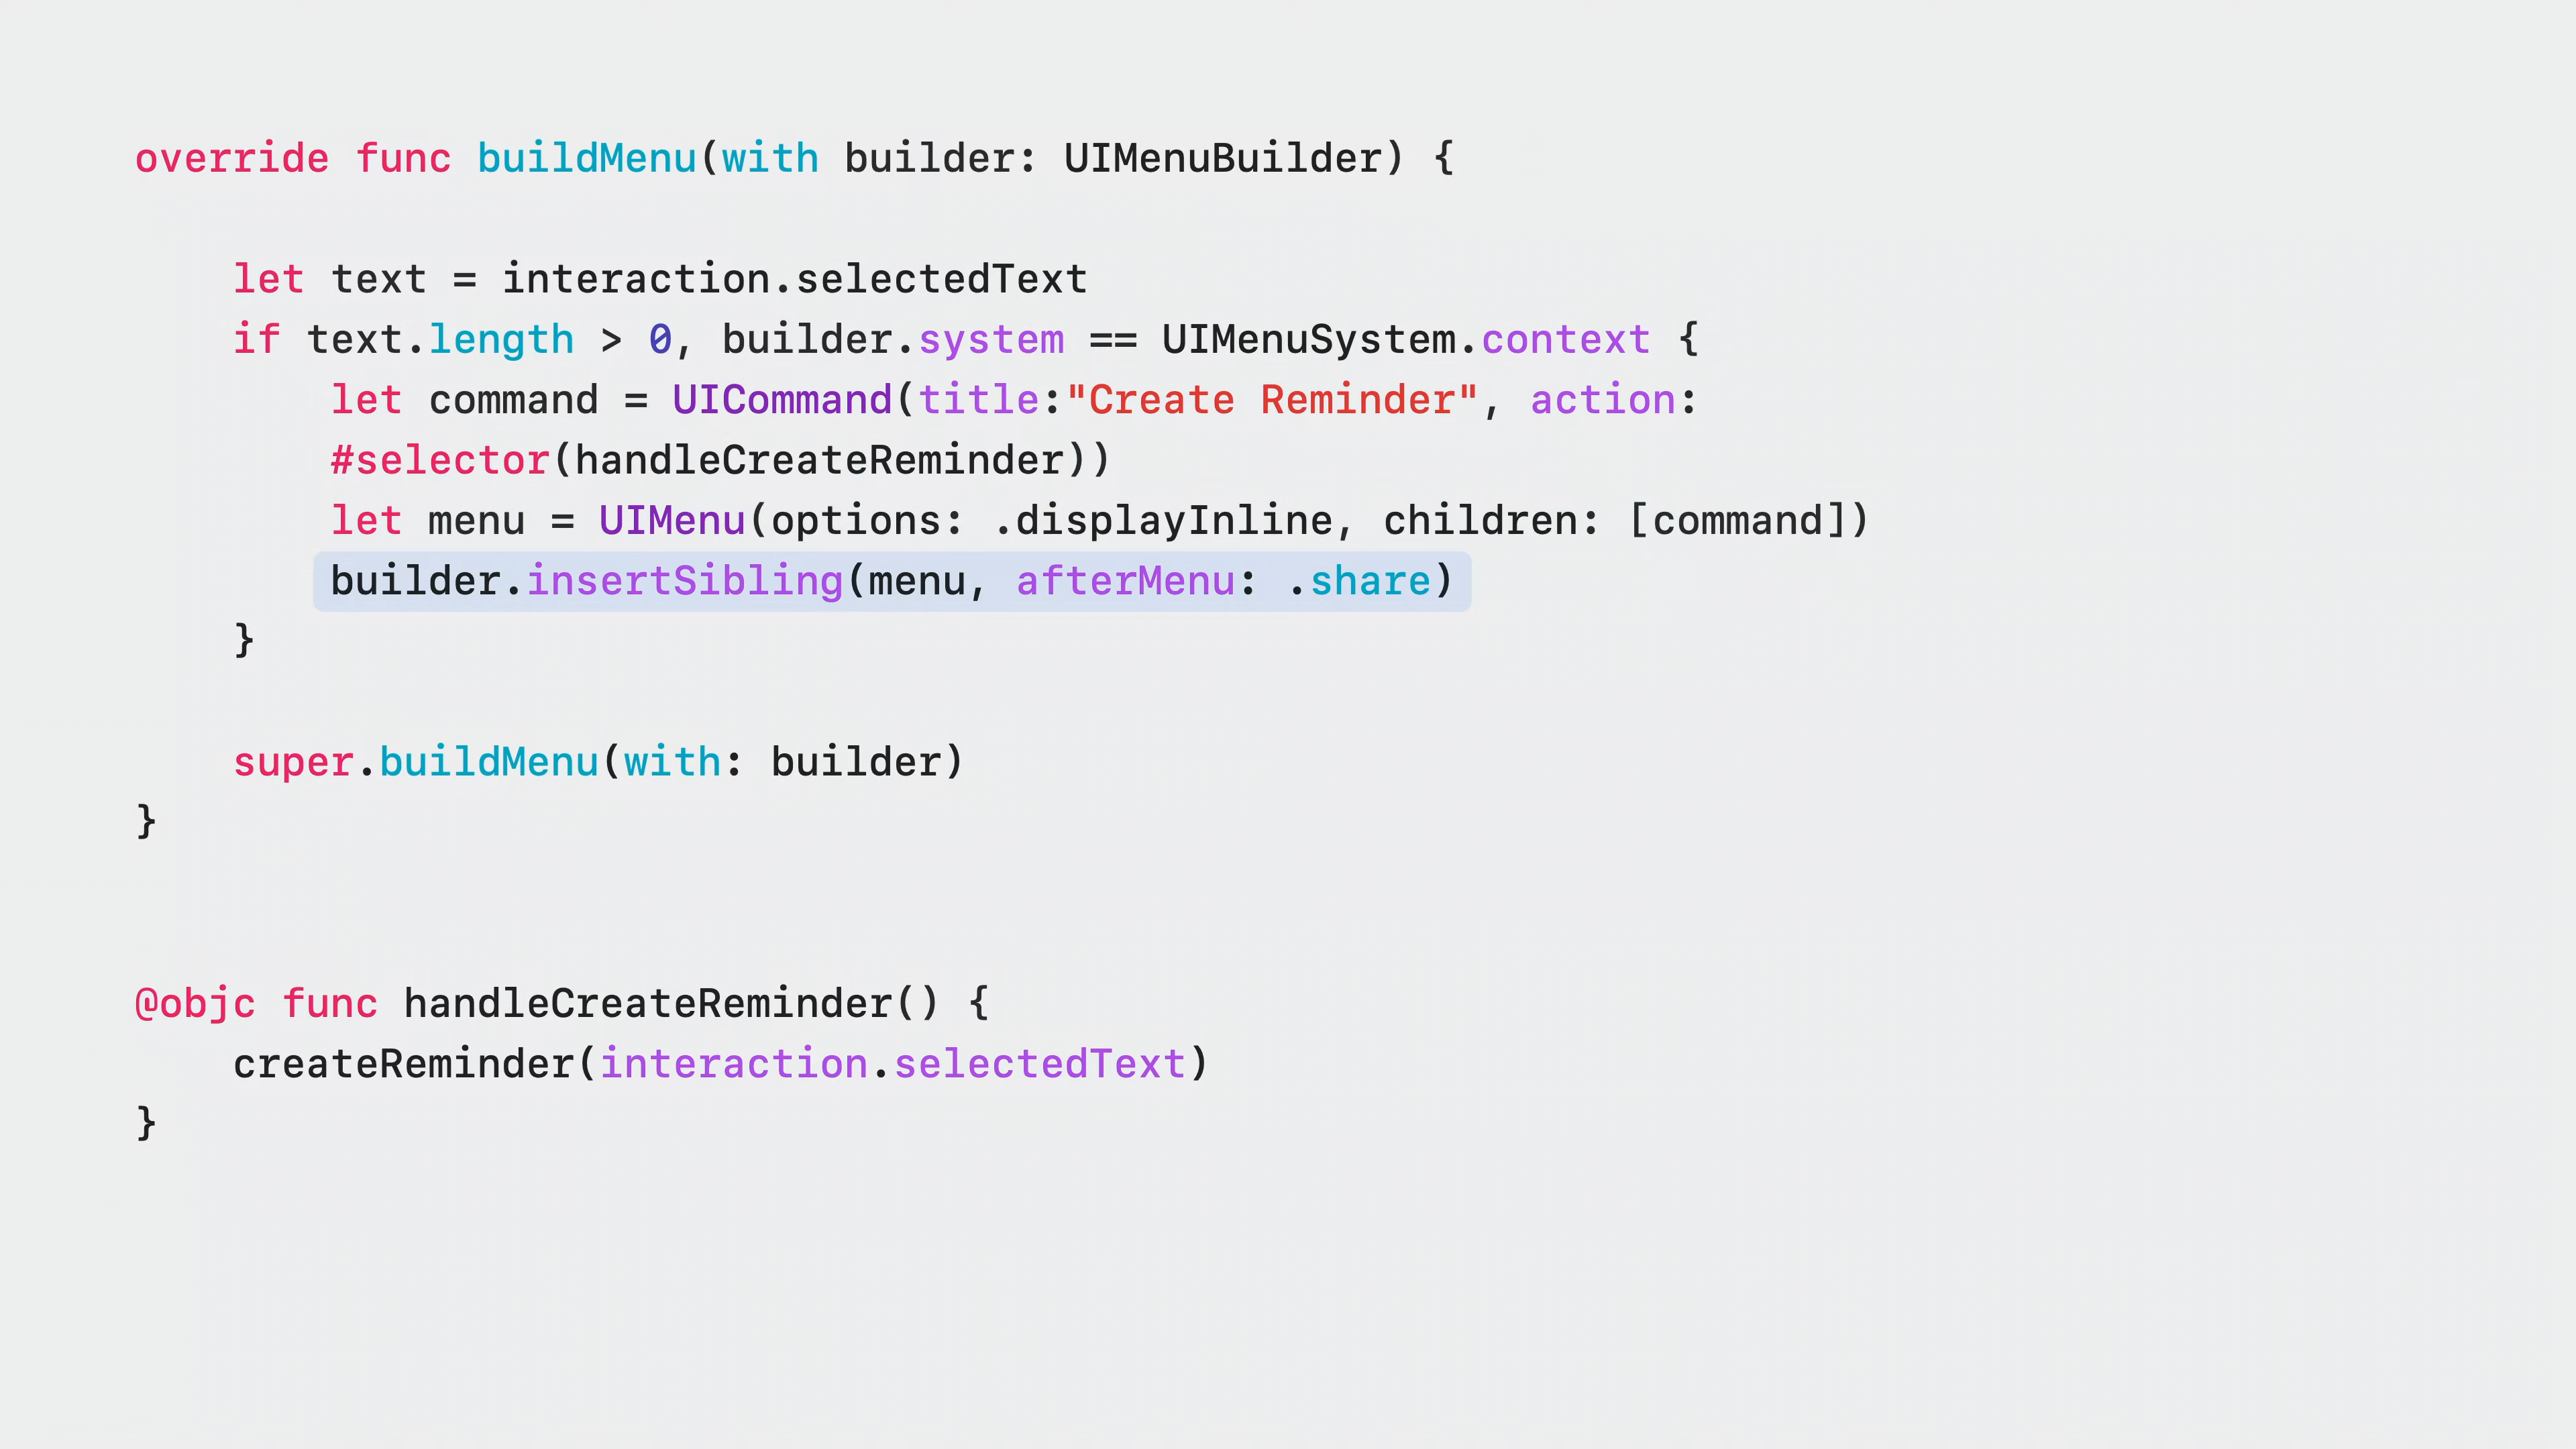 override func buildMenu(with builder: UIMenuBuilder) {
let text = interaction.selectedText
if text.length > 0, builder.system == UIMenuSystem.context {
let command = UICommand(title:"Create Reminder", action:
#selector(handleCreateReminder))
let menu = UIMenu(options: .displayInline, children: [command])
builder.insertSibling(menu, afterMenu: .share)
}
super.buildMenu(with: builder)
}
@objc func handleCreateReminder() {
createReminder(interaction.selectedText)
}